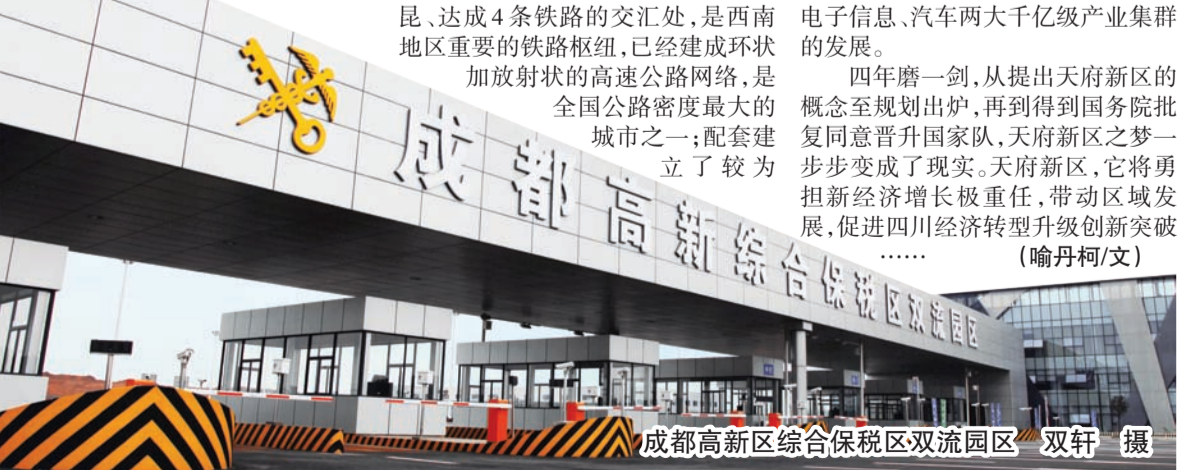 昆、达成4条铁路的交汇处,是西南
地区重要的铁路枢纽,已经建成环状
加放射状的高速公路网络,是
全国公路密度最大的
城市之一;配套建
立了较为
电子信息、汽车两大千亿级产业集群
的发展。
四年磨一剑,从提出天府新区的
概念至规划出炉,再到得到国务院批
复同意晋升国家队,天府新区之梦一
步步变成了现实。天府新区,它将勇
担新经济增长极重任,带动区域发
展,促进四川经济转型升级创新突破
……
(喻丹柯/文)
成都高新综合保税区双流园区
成都高新区综合保税区双流园区 双轩 摄